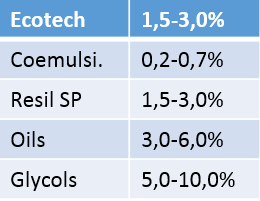 Ecotech 1,5-3,0%
Coemulsi. 0,2-0,7%
Resil SP 1,5-3,0%
Oils 3,0-6,0%
Glycols 5,0-10,0%